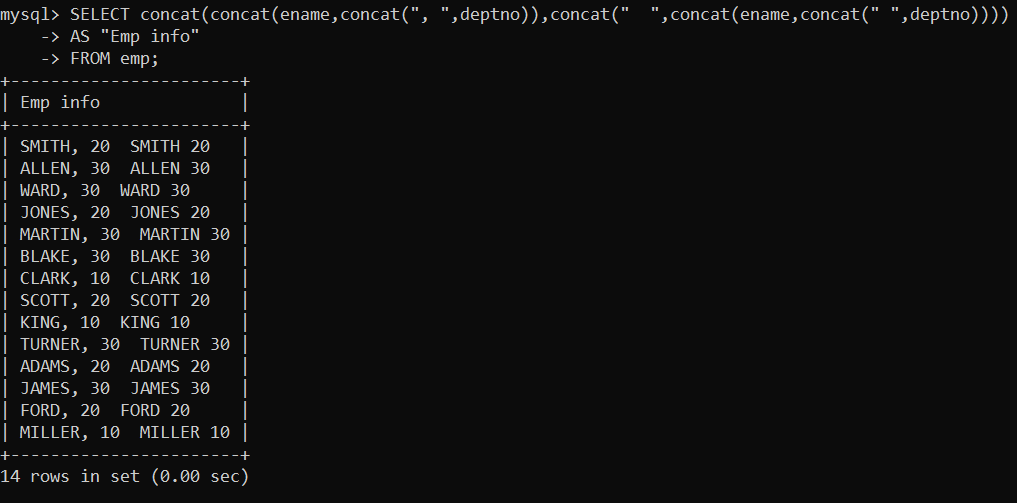 mysql> SELECT concat(concat(ename,concat(", ",deptno)),concat("  ",concat(ename,concat(" ",deptno))))
    -> AS "Emp info"
    -> FROM emp;
+-----------------------+
| Emp info              |
+-----------------------+
| SMITH, 20  SMITH 20   |
| ALLEN, 30  ALLEN 30   |
| WARD, 30  WARD 30     |
| JONES, 20  JONES 20   |
| MARTIN, 30  MARTIN 30 |
| BLAKE, 30  BLAKE 30   |
| CLARK, 10  CLARK 10   |
| SCOTT, 20  SCOTT 20   |
| KING, 10  KING 10     |
| TURNER, 30  TURNER 30 |
| ADAMS, 20  ADAMS 20   |
| JAMES, 30  JAMES 30   |
| FORD, 20  FORD 20     |
| MILLER, 10  MILLER 10 |
+-----------------------+
14 rows in set (0.00 sec)